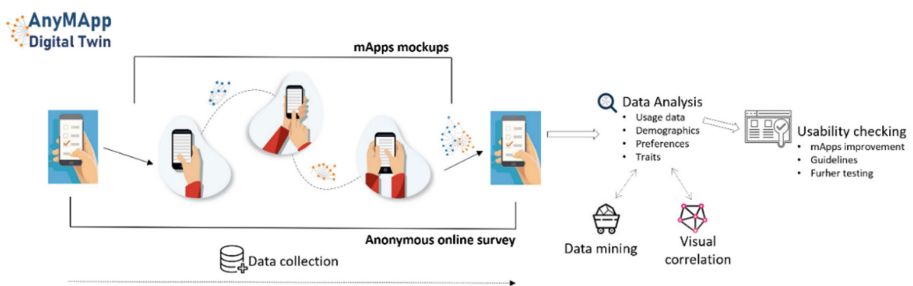 AnyMApp
Digital Twin
mApps mockups
Data Analysis
• Usage data
• Demographics
• Preferences
• Traits
Usability checking
• mApps improvement
• Guidelines
• Furher testing
Anonymous online survey
Data mining
Visual
correlation
Data collection